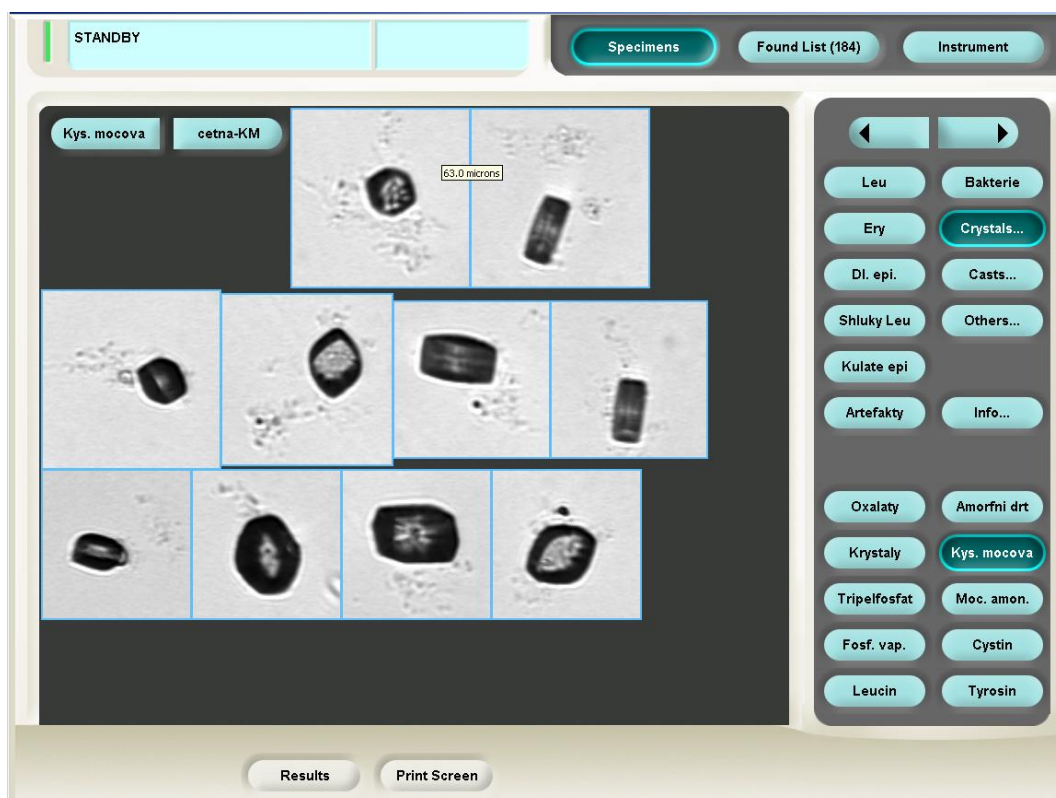 STANDBY
Specimens
Found List (184)
Instrument
Kys. mocova
cetna-KM
63.0 microns
Leu
Bakterie
Ery
Crystals...
Dl. epi.
Casts...
Shluky Leu
Others...
Kulate epi
Artefakty
Info...
Oxalaty
Amorfni drt
Krystaly
Kys. mocova
Tripelfosfat
Moc. amon.
Fosf. vap.
Cystin
Leucin
Tyrosin
Results
Print Screen